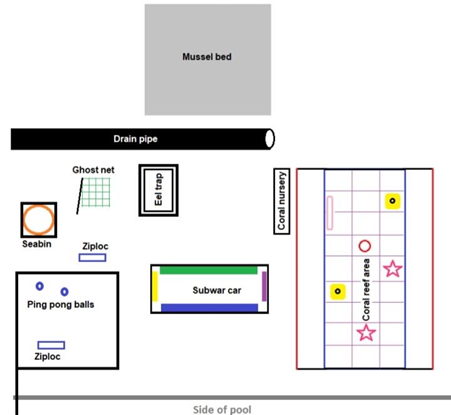 Mussel bed
Drain pipe
Ghost net
Eel trap
Coral nursery
Seabin
Ziploc
Coral reef area
Subwar car
Ping pong balls
Ziploc
Side of pool